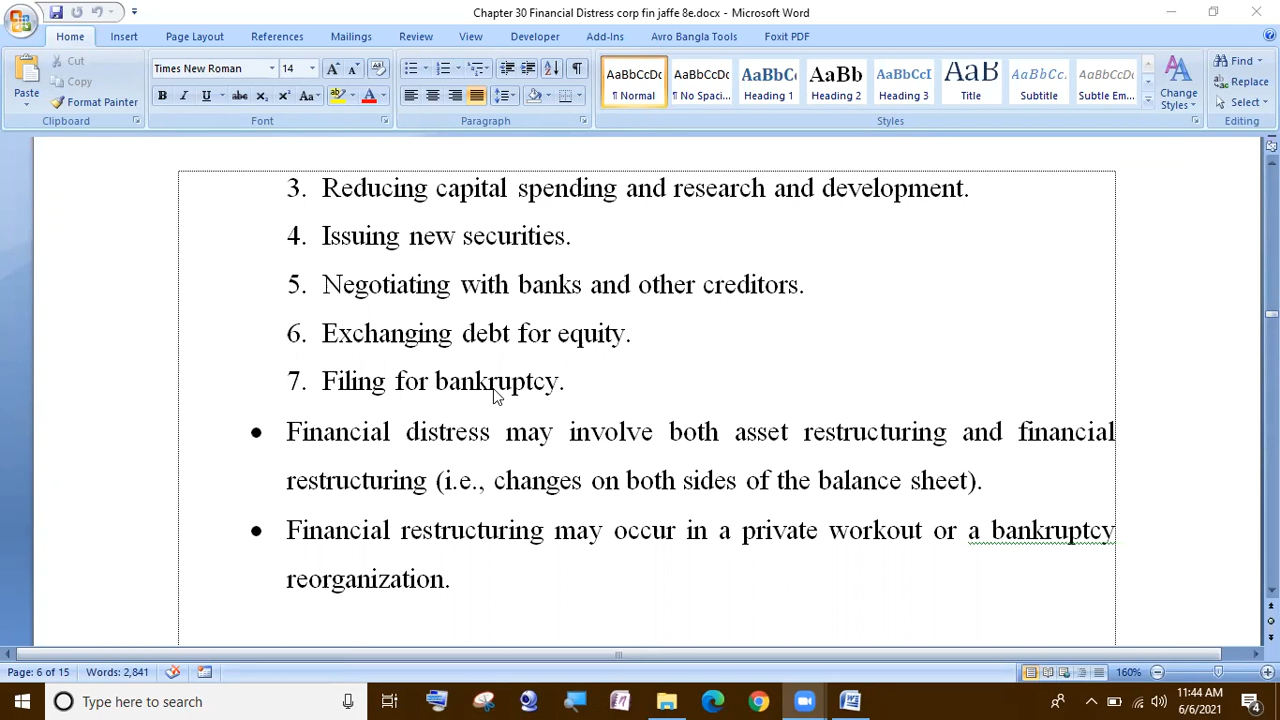 Chapter 30 Financial Distress corp fin jaffe 8e.docx - Microsoft Word
Home Insert Page Layout References Mailings Review View Developer Add-Ins Avro Bangla Tools Foxit PDF
Paste
Cut
Copy
Format Painter
Clipboard
Times New Roman 14
Font
Paragraph
AaBbCcDc AaBbCcDc AaBbC AaBbCc AaBbCcI AaB AaBbCcI AaBbCcDc
¶ Normal ¶ No Spaci... Heading 1 Heading 2 Heading 3 Title Subtitle Subtle Em...
Styles
Change Styles
Find
Replace
Select
Editing
3. Reducing capital spending and research and development.
4. Issuing new securities.
5. Negotiating with banks and other creditors.
6. Exchanging debt for equity.
7. Filing for bankruptcy.
• Financial distress may involve both asset restructuring and financial
restructuring (i.e., changes on both sides of the balance sheet).
• Financial restructuring may occur in a private workout or a bankruptcy
reorganization.
Page: 6 of 15 Words: 2,841 160%
Type here to search
11:44 AM
6/6/2021
4